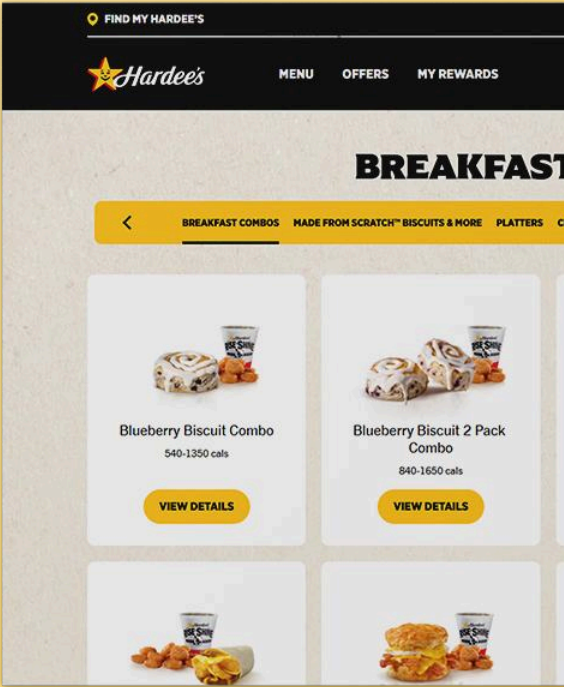 FIND MY HARDEE'S
Hardee's
MENU OFFERS MY REWARDS
BREAKFAST
BREAKFAST COMBOS MADE FROM SCRATCH™ BISCUITS & MORE PLATTERS
Blueberry Biscuit Combo
540-1350 cals
VIEW DETAILS
Blueberry Biscuit 2 Pack
Combo
840-1650 cals
VIEW DETAILS